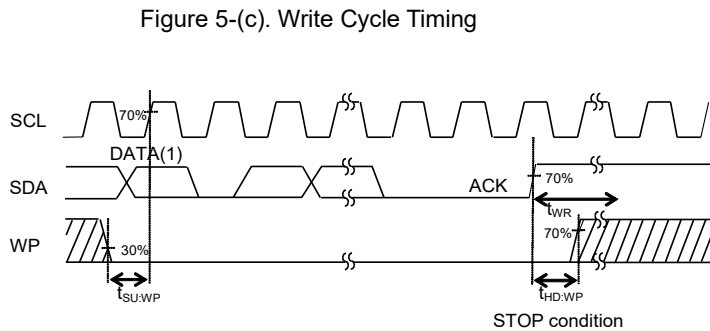 Figure 5-(c). Write Cycle Timing
SCL
70%
DATA(1)
SDA
ACK
70%
tWR
WP
30%
70%
tSU:WP
tHD:WP
STOP condition